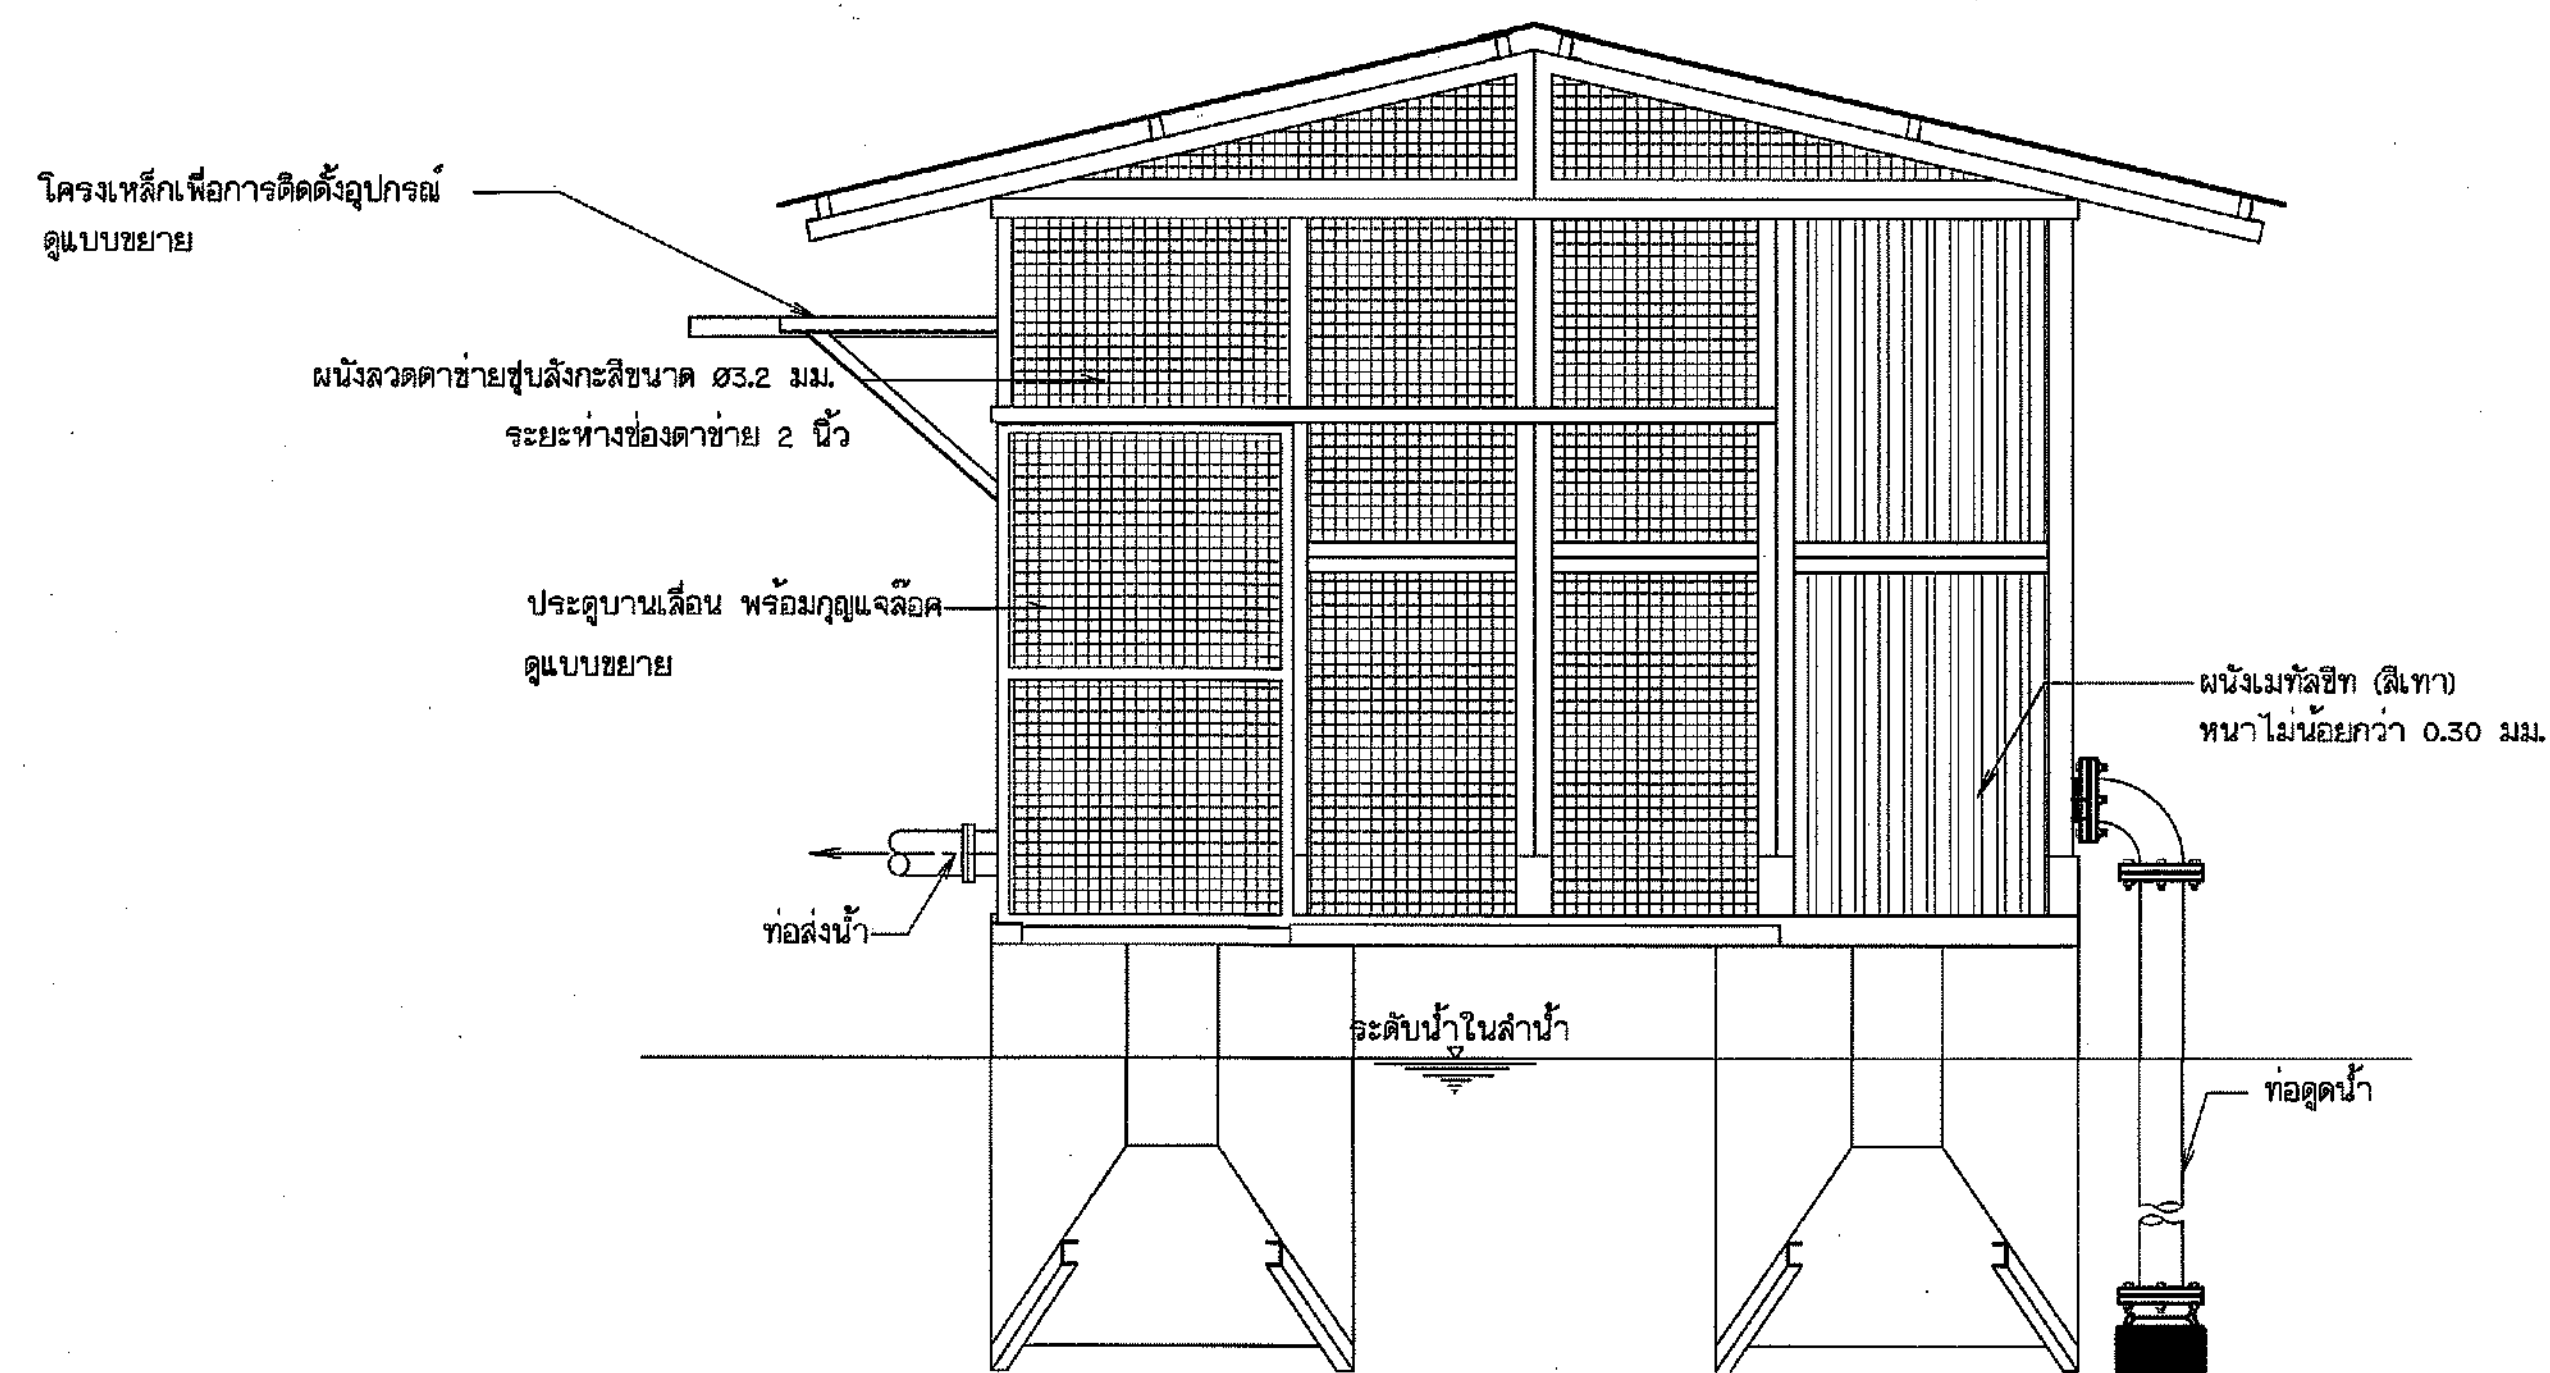 โครงเหล็กเพื่อการติดตั้งอุปกรณ์
ดูแบบขยาย
ผนังลวดตาข่ายชุบสังกะสีขนาด Ø3.2 มม.
ระยะห่างช่องตาข่าย 2 นิ้ว
ประตูบานเลื่อน พร้อมกุญแจล๊อค
ดูแบบขยาย
ผนังเมทัลชีท (สีเทา)
หนาไม่น้อยกว่า 0.30 มม.
ท่อส่งน้ำ
ระดับน้ำในลำน้ำ
ท่อดูดน้ำ